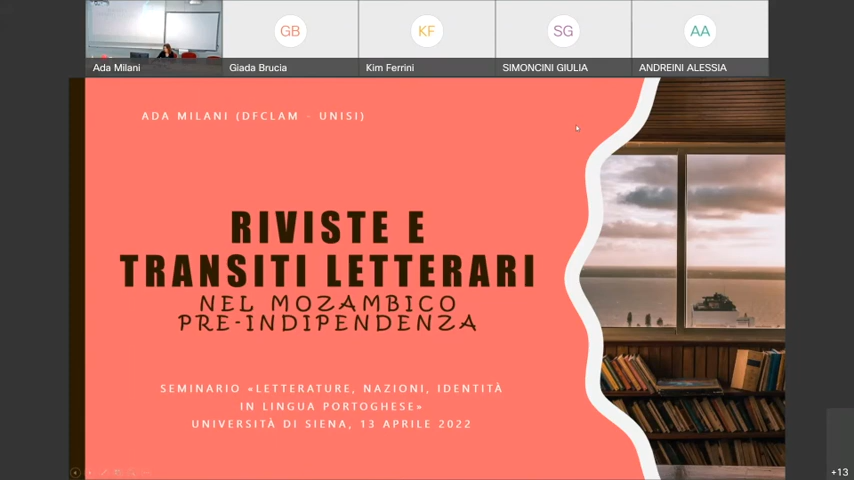 GB
KF
SG
AA
Ada Milani
Giada Brucia
Kim Ferrini
SIMONCINI GIULIA
ANDREINI ALESSIA
ADA MILANI (DFCLAM - UNISI)
RIVISTE E
TRANSITI LETTERARI
NEL MOZAMBICO
PRE-INDIPENDENZA
SEMINARIO «LETTERATURE, NAZIONI, IDENTITÀ
IN LINGUA PORTOGHESE»
UNIVERSITÀ DI SIENA, 13 APRILE 2022
+13